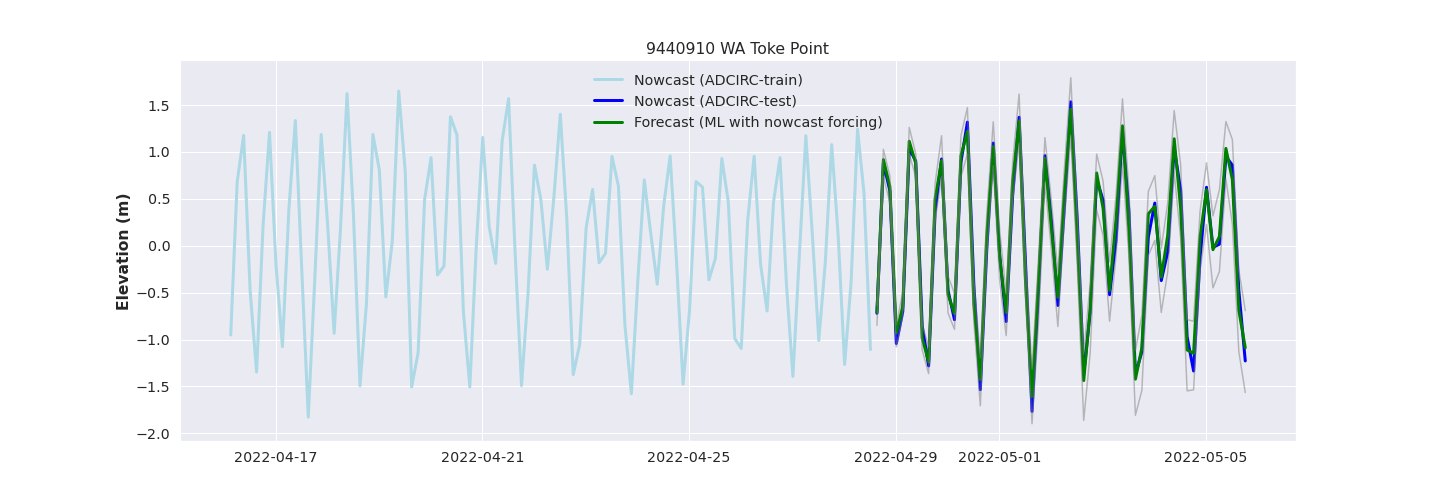 9440910 WA Toke Point
Nowcast (ADCIRC-train)
Nowcast (ADCIRC-test)
Forecast (ML with nowcast forcing)
Elevation (m)
1.5
1.0
0.5
0.0
−0.5
−1.0
−1.5
−2.0
2022-04-17
2022-04-21
2022-04-25
2022-04-29
2022-05-01
2022-05-05